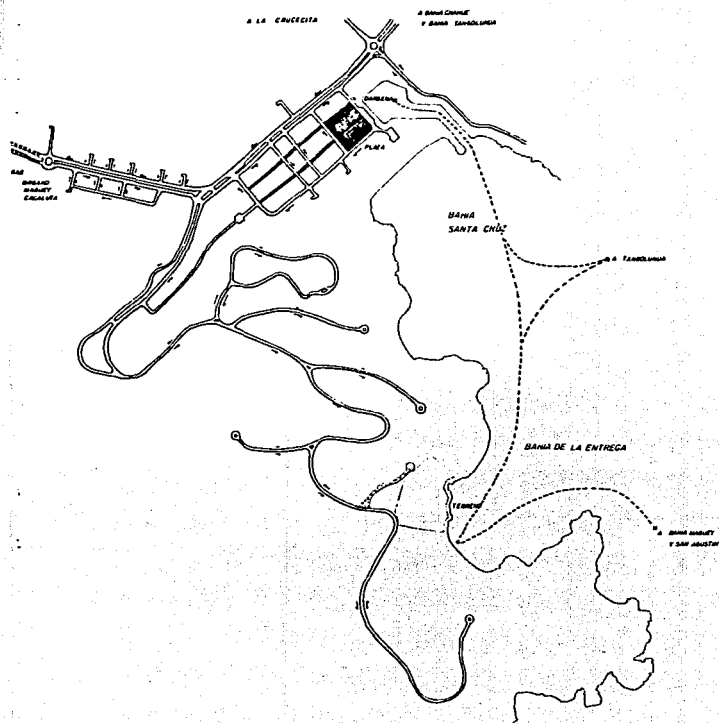 A LA CRUCECITA
A BAHIA CHAHUE
Y BAHIA TANGOLUNDA
DARSENA
PLAZA
CARRAET.
MAGUEY
CACALUTA
BAHIA
SANTA CRUZ
A TANGOLUNDA
BAHIA DE LA ENTREGA
TERRENO
A BAHIA MAGUEY
Y SAN AGUSTIN